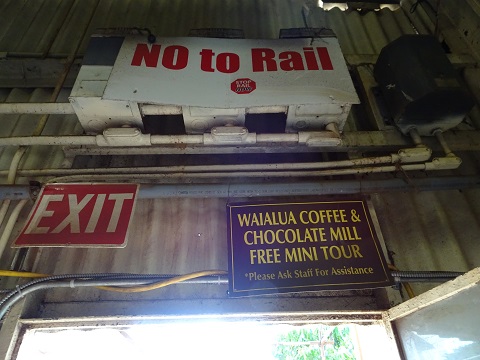 NO to Rail
STOP
RAIL
NOW
EXIT
WAIALUA COFFEE &
CHOCOLATE MILL
FREE MINI TOUR
*Please Ask Staff For Assistance